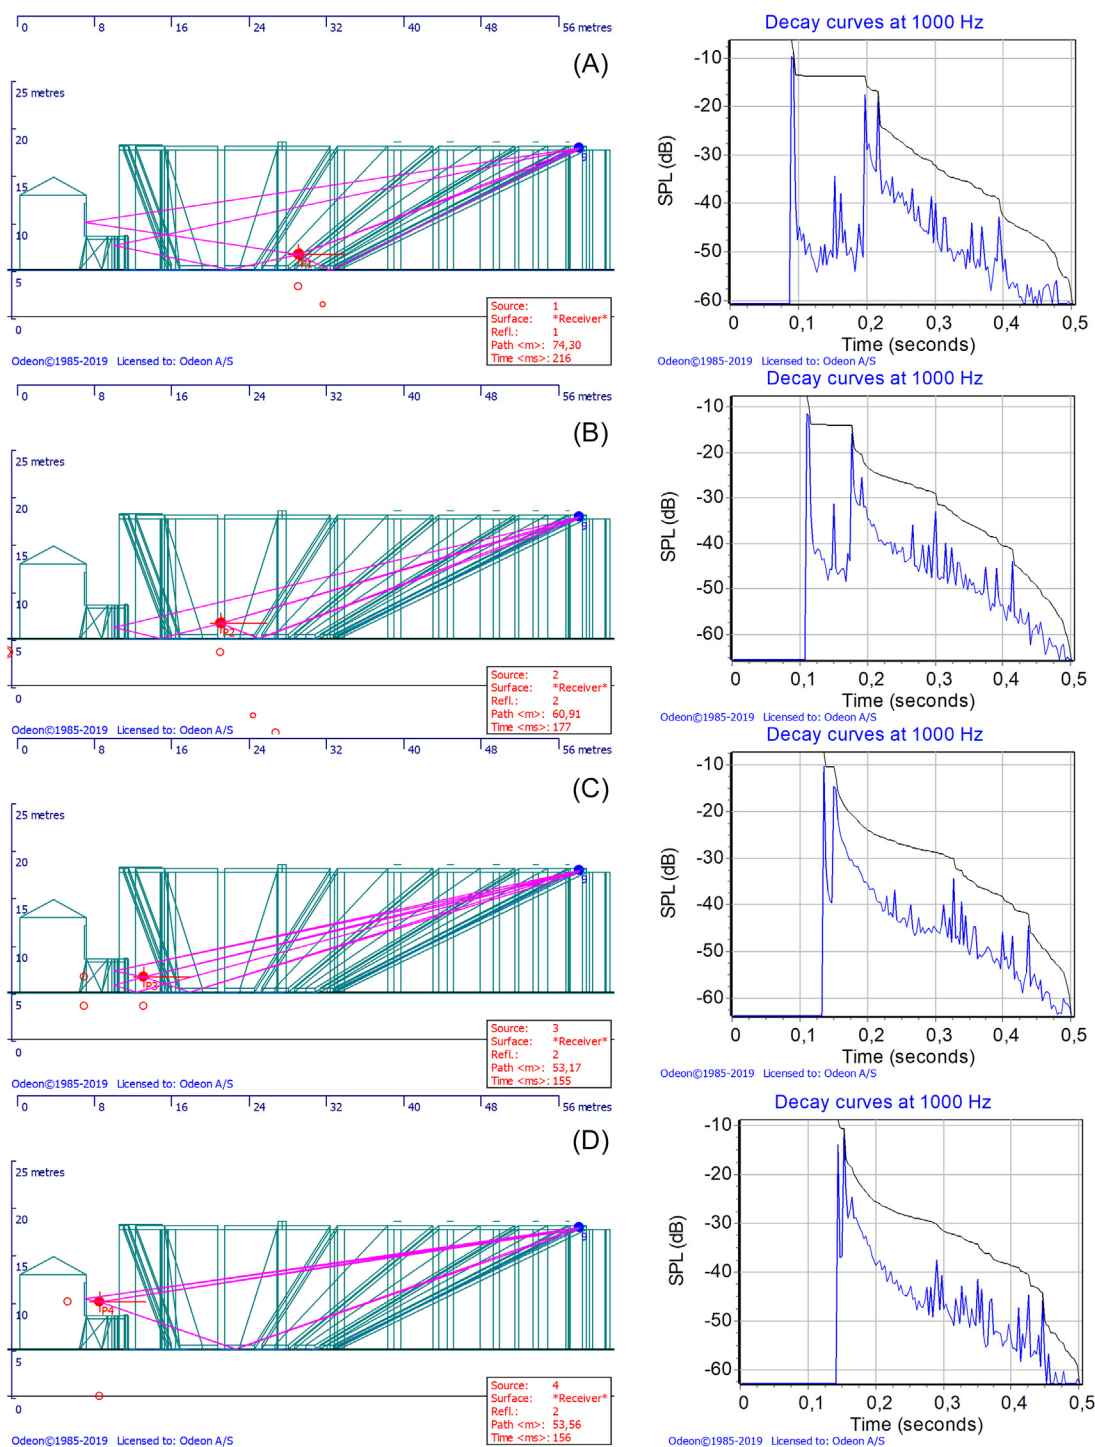 0 8 16 24 32 40 48 56 metres
(A)
25 metres
20
15
10
5
0
P1
9
Source: 1
Surface: *Receiver*
Refl.: 1
Path <m>: 74,30
Time <ms>: 216
Odeon©1985-2019 Licensed to: Odeon A/S
Decay curves at 1000 Hz
SPL (dB)
-10
-20
-30
-40
-50
-60
0 0,1 0,2 0,3 0,4 0,5
Time (seconds)
Odeon©1985-2019 Licensed to: Odeon A/S
0 8 16 24 32 40 48 56 metres
(B)
25 metres
20
15
10
5
0
P2
9
Source: 2
Surface: *Receiver*
Refl.: 2
Path <m>: 60,91
Time <ms>: 177
Odeon©1985-2019 Licensed to: Odeon A/S
Decay curves at 1000 Hz
SPL (dB)
-10
-20
-30
-40
-50
-60
0 0,1 0,2 0,3 0,4 0,5
Time (seconds)
Odeon©1985-2019 Licensed to: Odeon A/S
0 8 16 24 32 40 48 56 metres
(C)
25 metres
20
15
10
5
0
P3
9
Source: 3
Surface: *Receiver*
Refl.: 2
Path <m>: 53,17
Time <ms>: 155
Odeon©1985-2019 Licensed to: Odeon A/S
Decay curves at 1000 Hz
SPL (dB)
-10
-20
-30
-40
-50
-60
0 0,1 0,2 0,3 0,4 0,5
Time (seconds)
Odeon©1985-2019 Licensed to: Odeon A/S
0 8 16 24 32 40 48 56 metres
(D)
25 metres
20
15
10
5
0
P4
9
Source: 4
Surface: *Receiver*
Refl.: 2
Path <m>: 53,56
Time <ms>: 156
Odeon©1985-2019 Licensed to: Odeon A/S
Decay curves at 1000 Hz
SPL (dB)
-10
-20
-30
-40
-50
-60
0 0,1 0,2 0,3 0,4 0,5
Time (seconds)
Odeon©1985-2019 Licensed to: Odeon A/S